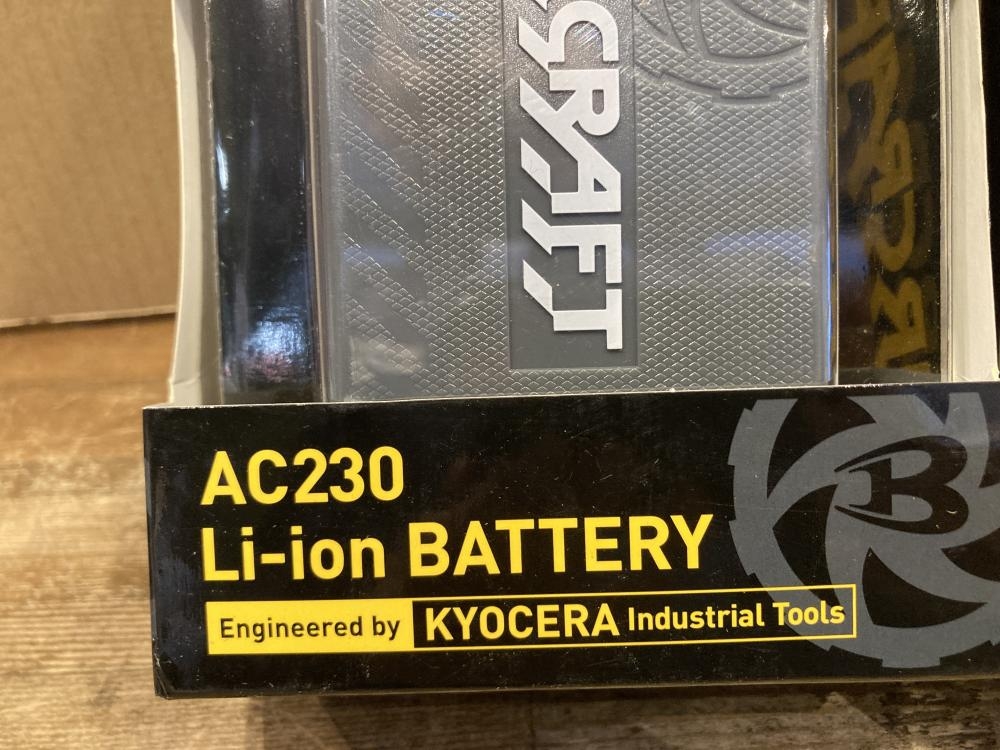 CRAFT
AC230
Li-ion BATTERY
Engineered by KYOCERA Industrial Tools
B